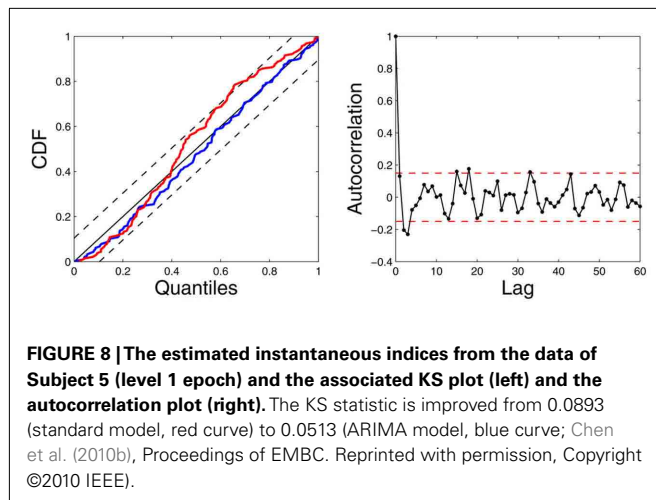 1
0.8
0.6
0.4
0.2
0
0
0.2
0.4
0.6
0.8
1
CDF
Quantiles
1
0.8
0.6
0.4
0.2
0
-0.2
-0.4
0
10
20
30
40
50
60
Autocorrelation
Lag
FIGURE 8 | The estimated instantaneous indices from the data of
Subject 5 (level 1 epoch) and the associated KS plot (left) and the
autocorrelation plot (right). The KS statistic is improved from 0.0893
(standard model, red curve) to 0.0513 (ARIMA model, blue curve; Chen
et al. (2010b), Proceedings of EMBC. Reprinted with permission, Copyright
©2010 IEEE).